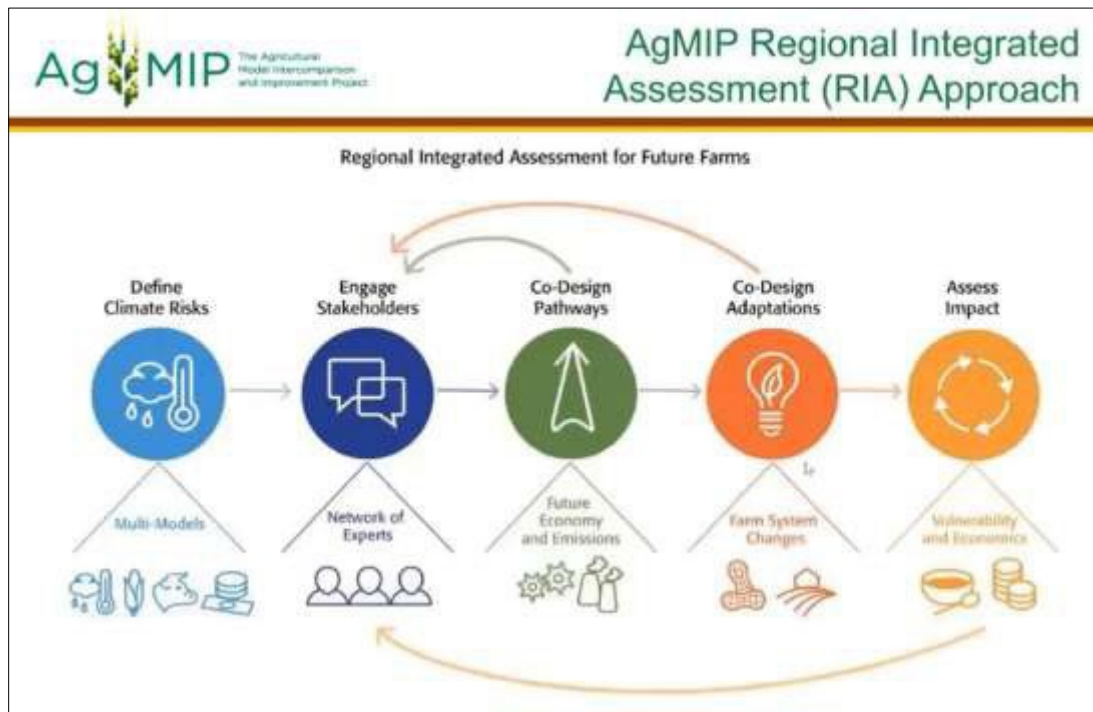 AgMIP
The Agricultural
Model Intercomparison
and Improvement Project
AgMIP Regional Integrated
Assessment (RIA) Approach
Regional Integrated Assessment for Future Farms
Define
Climate Risks
Engage
Stakeholders
Co-Design
Pathways
Co-Design
Adaptations
Assess
Impact
Multi-Models
Network of
Experts
Future
Economy
and Emissions
Farm System
Changes
Vulnerability
and Economics